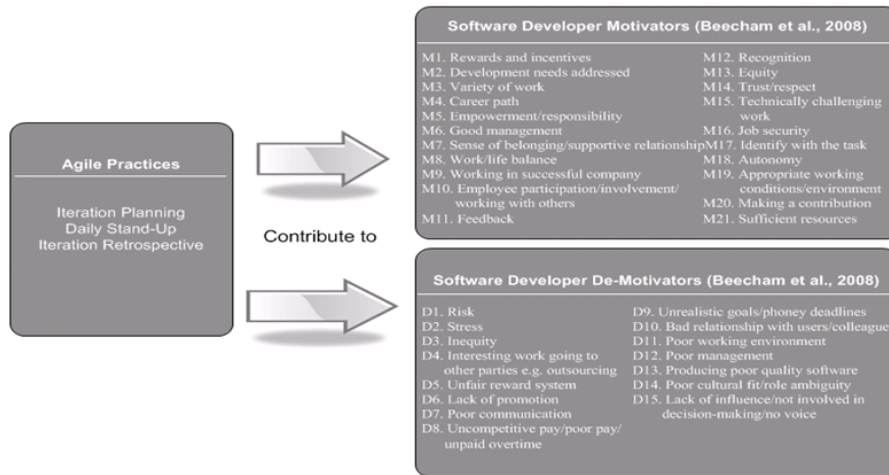 Agile Practices
Iteration Planning
Daily Stand-Up
Iteration Retrospective
Contribute to
Software Developer Motivators (Beecham et al., 2008)
M1. Rewards and incentives
M2. Development needs addressed
M3. Variety of work
M4. Career path
M5. Empowerment/responsibility
M6. Good management
M7. Sense of belonging/supportive relationship
M8. Work/life balance
M9. Working in successful company
M10. Employee participation/involvement/
working with others
M11. Feedback
M12. Recognition
M13. Equity
M14. Trust/respect
M15. Technically challenging
work
M16. Job security
M17. Identify with the task
M18. Autonomy
M19. Appropriate working
conditions/environment
M20. Making a contribution
M21. Sufficient resources
Software Developer De-Motivators (Beecham et al., 2008)
D1. Risk
D2. Stress
D3. Inequity
D4. Interesting work going to
other parties e.g. outsourcing
D5. Unfair reward system
D6. Lack of promotion
D7. Poor communication
D8. Uncompetitive pay/poor pay/
unpaid overtime
D9. Unrealistic goals/phoney deadlines
D10. Bad relationship with users/colleague
D11. Poor working environment
D12. Poor management
D13. Producing poor quality software
D14. Poor cultural fit/role ambiguity
D15. Lack of influence/not involved in
decision-making/no voice